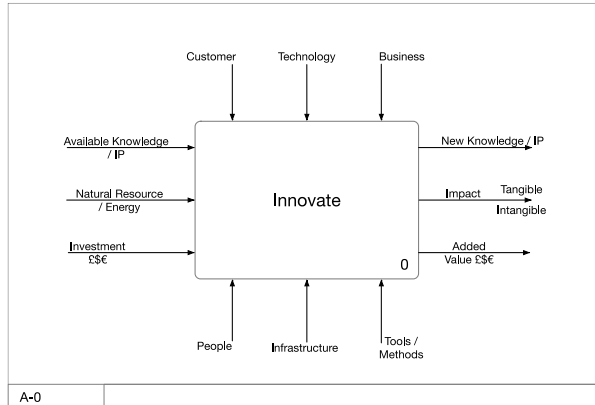 Customer
Technology
Business
Available Knowledge
/ IP
New Knowledge / IP
Natural Resource
/ Energy
Innovate
Impact
Tangible
Intangible
Investment
£$€
0
Added
Value £$€
People
Infrastructure
Tools /
Methods
A-0